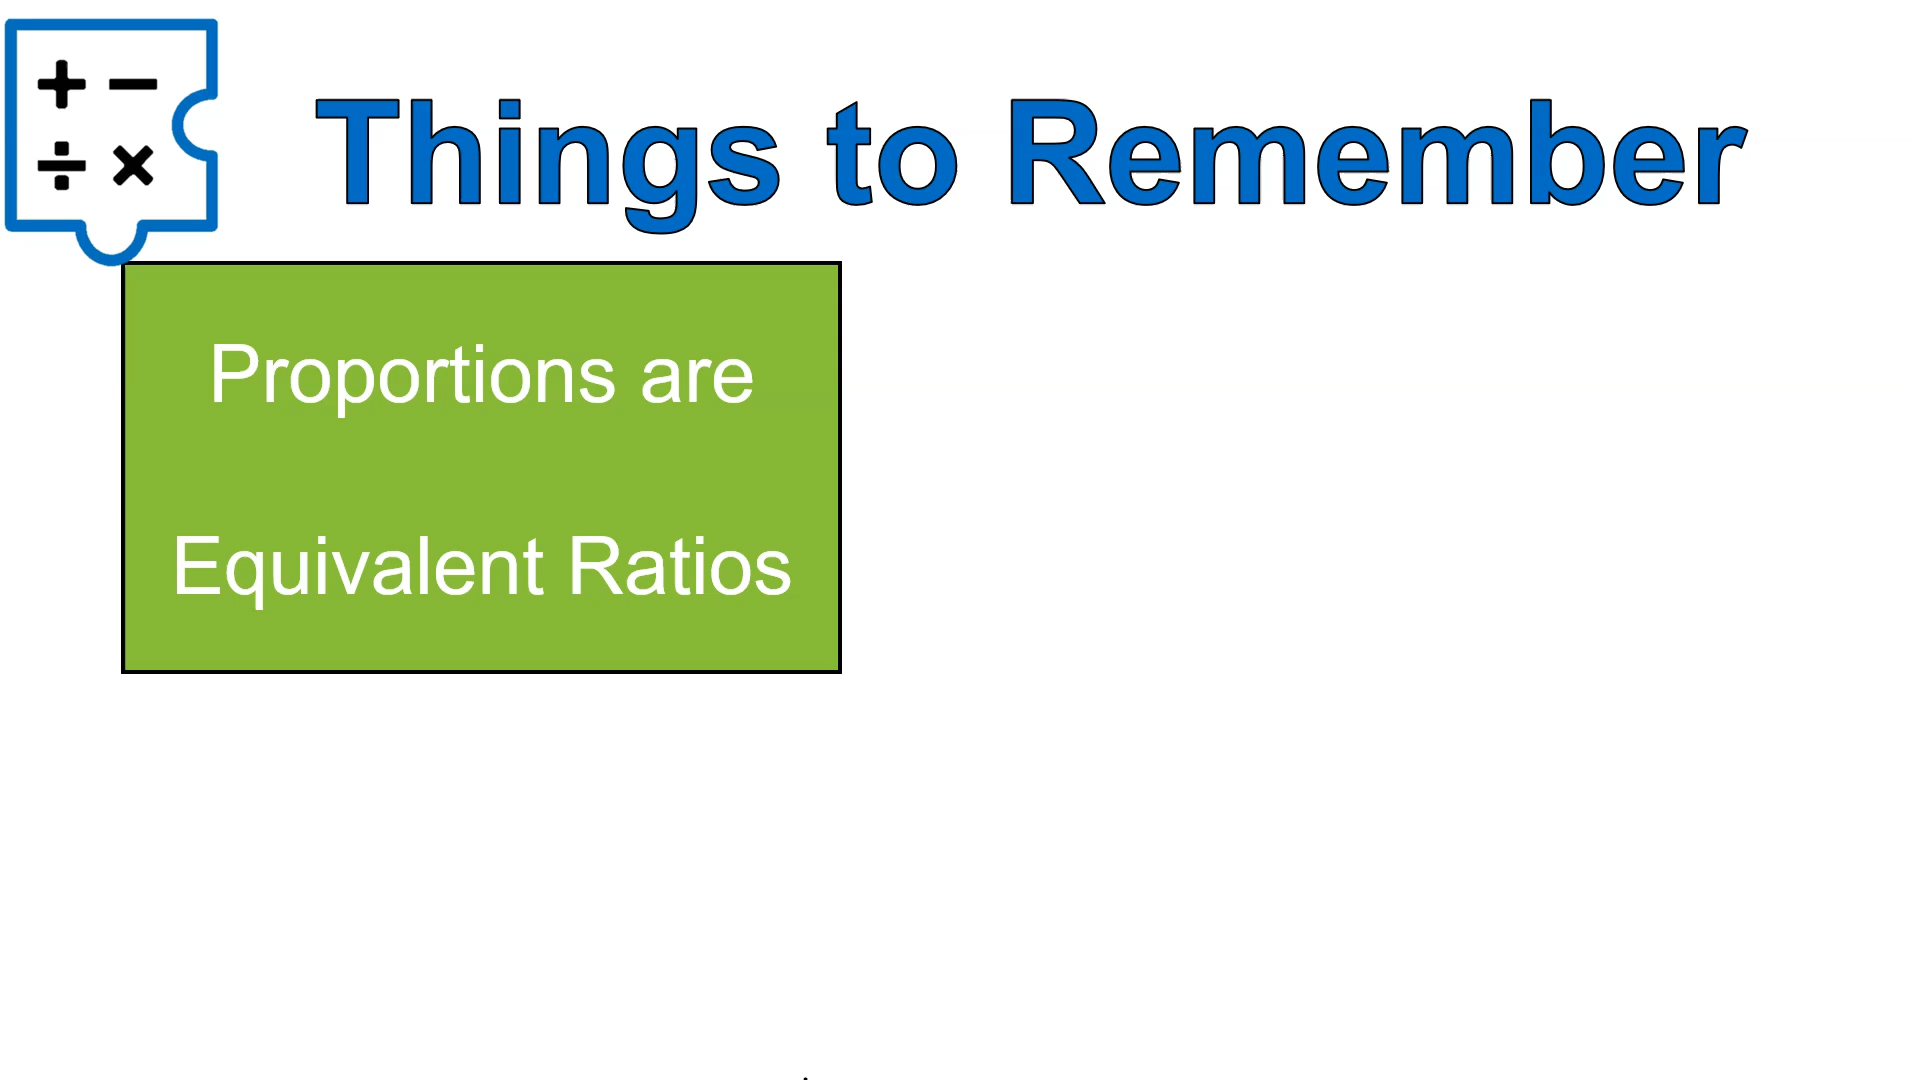 + −
÷ ×
Things to Remember
Proportions are
Equivalent Ratios